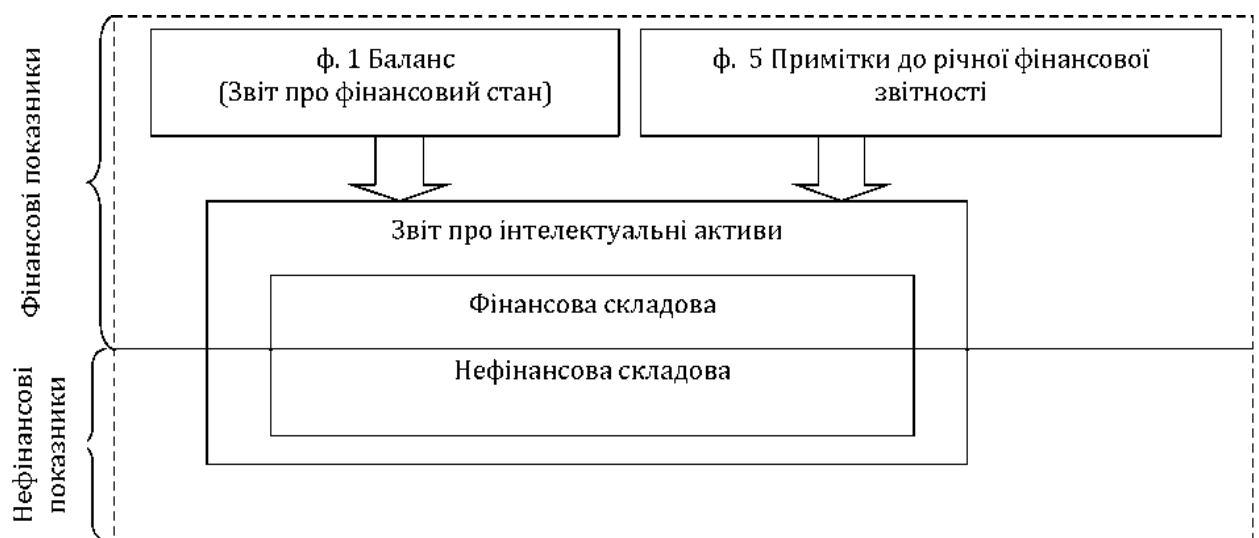 Фінансові показники
ф. 1 Баланс
(Звіт про фінансовий стан)
ф. 5 Примітки до річної фінансової
звітності
Звіт про інтелектуальні активи
Фінансова складова
Нефінансова складова
Нефінансові
показники